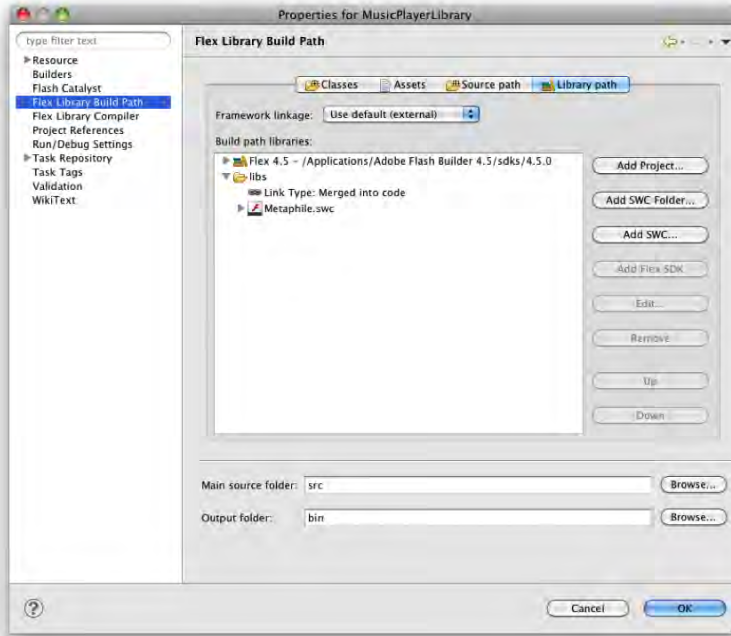 Properties for MusicPlayerLibrary
type filter text
Resource
Builders
Flash Catalyst
Flex Library Build Path
Flex Library Compiler
Project References
Run/Debug Settings
Task Repository
Task Tags
Validation
WikiText
Flex Library Build Path
Classes
Assets
Source path
Library path
Framework linkage:
Use default (external)
Build path libraries:
Flex 4.5 - /Applications/Adobe Flash Builder 4.5/sdks/4.5.0
libs
Link Type: Merged into code
Metaphile.swc
Add Project...
Add SWC Folder...
Add SWC...
Add Flex SDK
Edit...
Remove
Up
Down
Main source folder:
src
Browse...
Output folder:
bin
Browse...
?
Cancel
OK